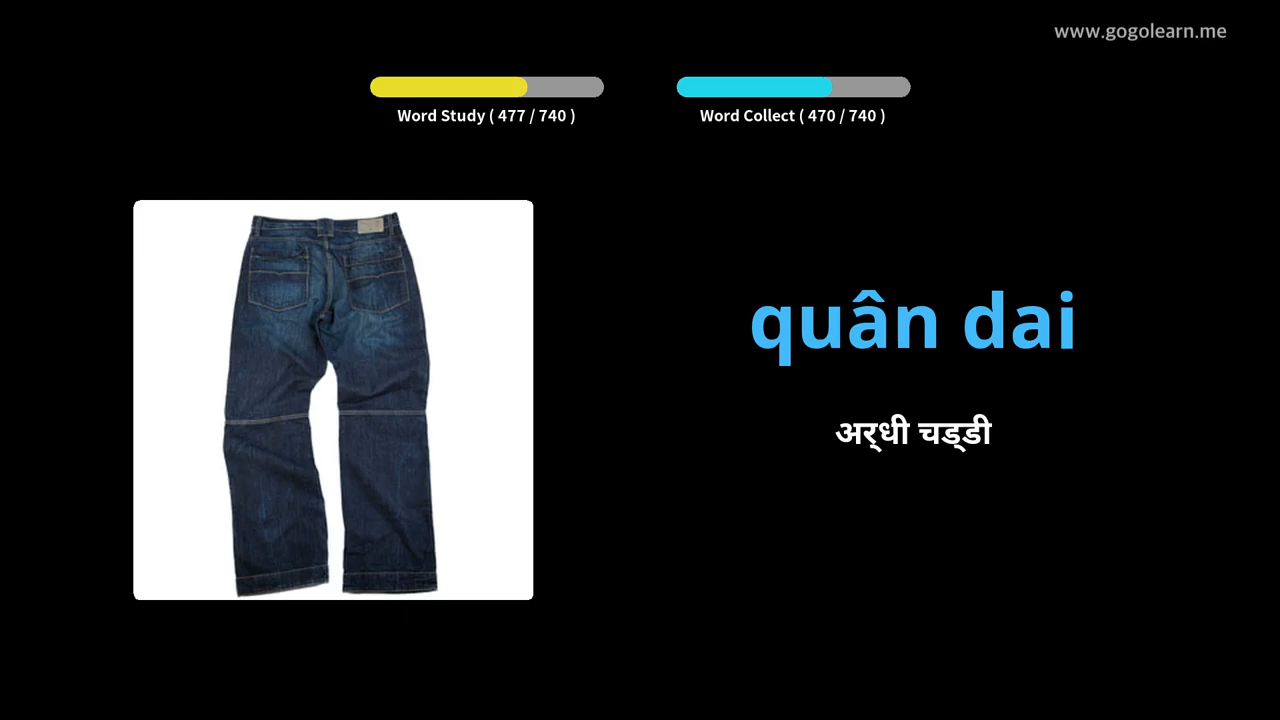 www.gogolearn.me
Word Study ( 477 / 740 )
Word Collect ( 470 / 740 )
quân dai
अर्‍धी चड्‍डी